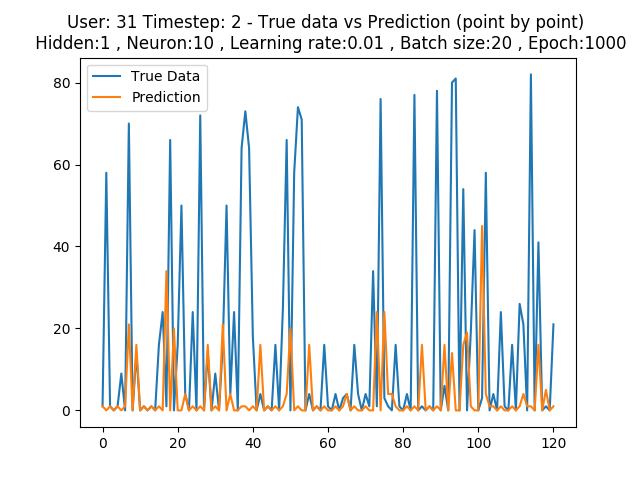 User: 31 Timestep: 2 - True data vs Prediction (point by point)
Hidden:1 , Neuron:10 , Learning rate:0.01 , Batch size:20 , Epoch:1000
True Data
Prediction
80
60
40
20
0
0 20 40 60 80 100 120